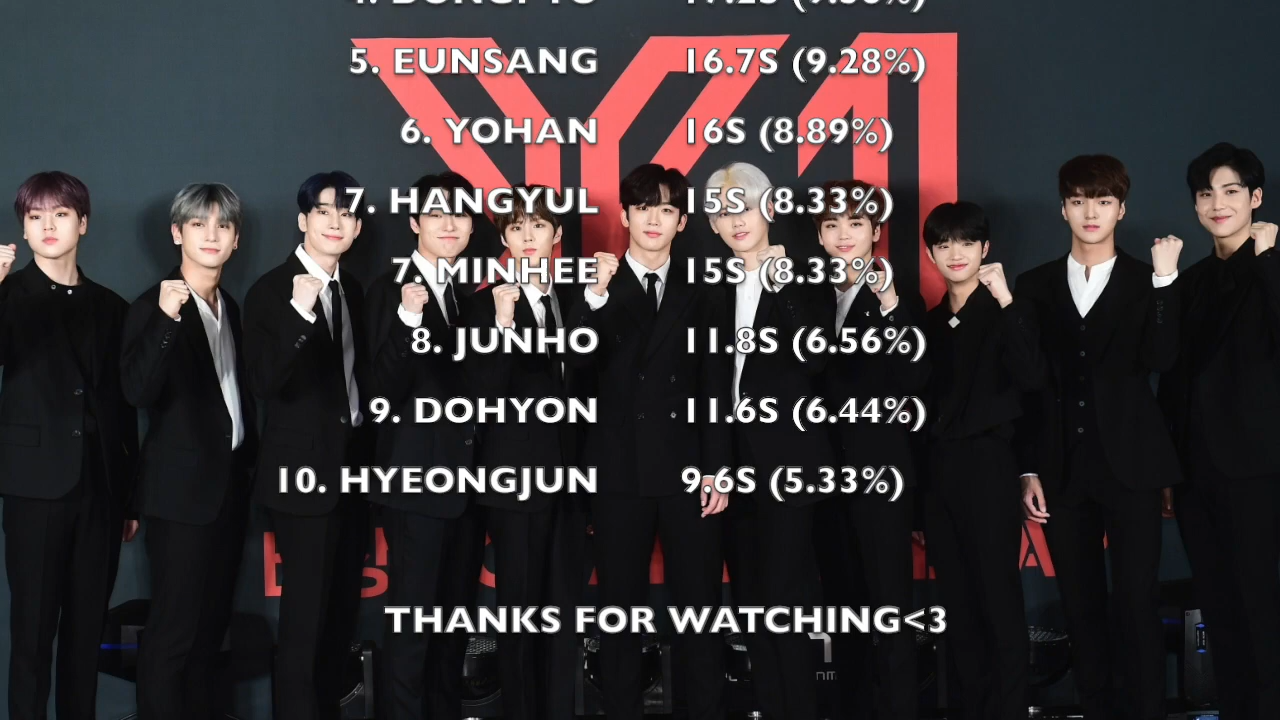 5. EUNSANG 16.7S (9.28%)
6. YOHAN 16S (8.89%)
7. HANGYUL 15S (8.33%)
7. MINHEE 15S (8.33%)
8. JUNHO 11.8S (6.56%)
9. DOHYON 11.6S (6.44%)
10. HYEONGJUN 9.6S (5.33%)
THANKS FOR WATCHING<3